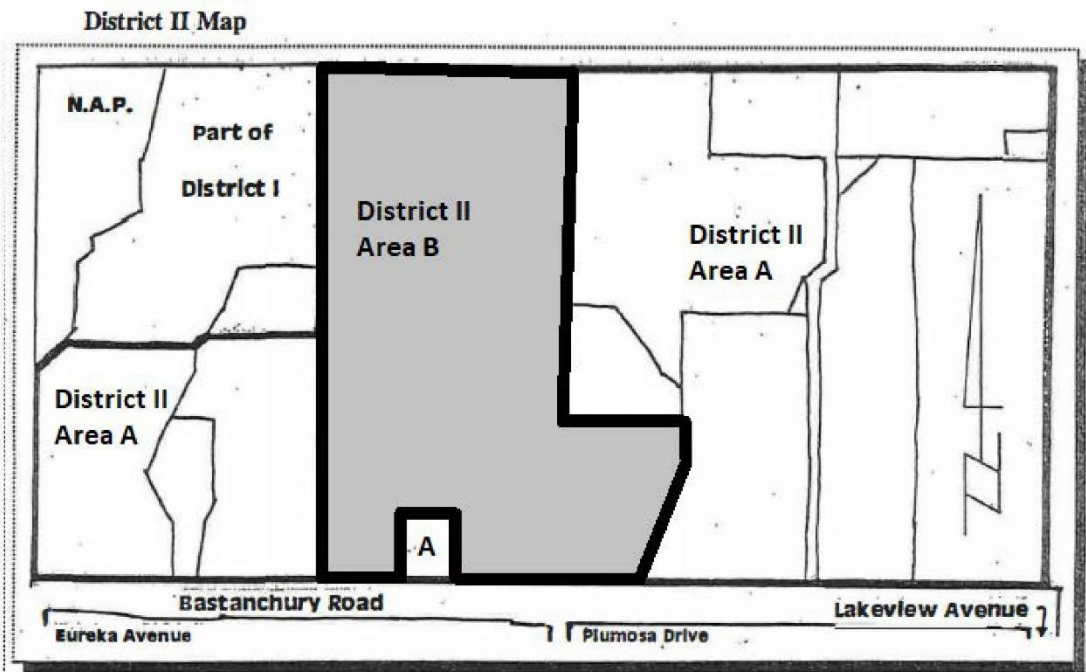 District II Map
N.A.P.
Part of
District I
District II
Area B
District II
Area A
District II
Area A
A
Bastanchury Road
Lakeview Avenue
Eureka Avenue
Plumosa Drive
N